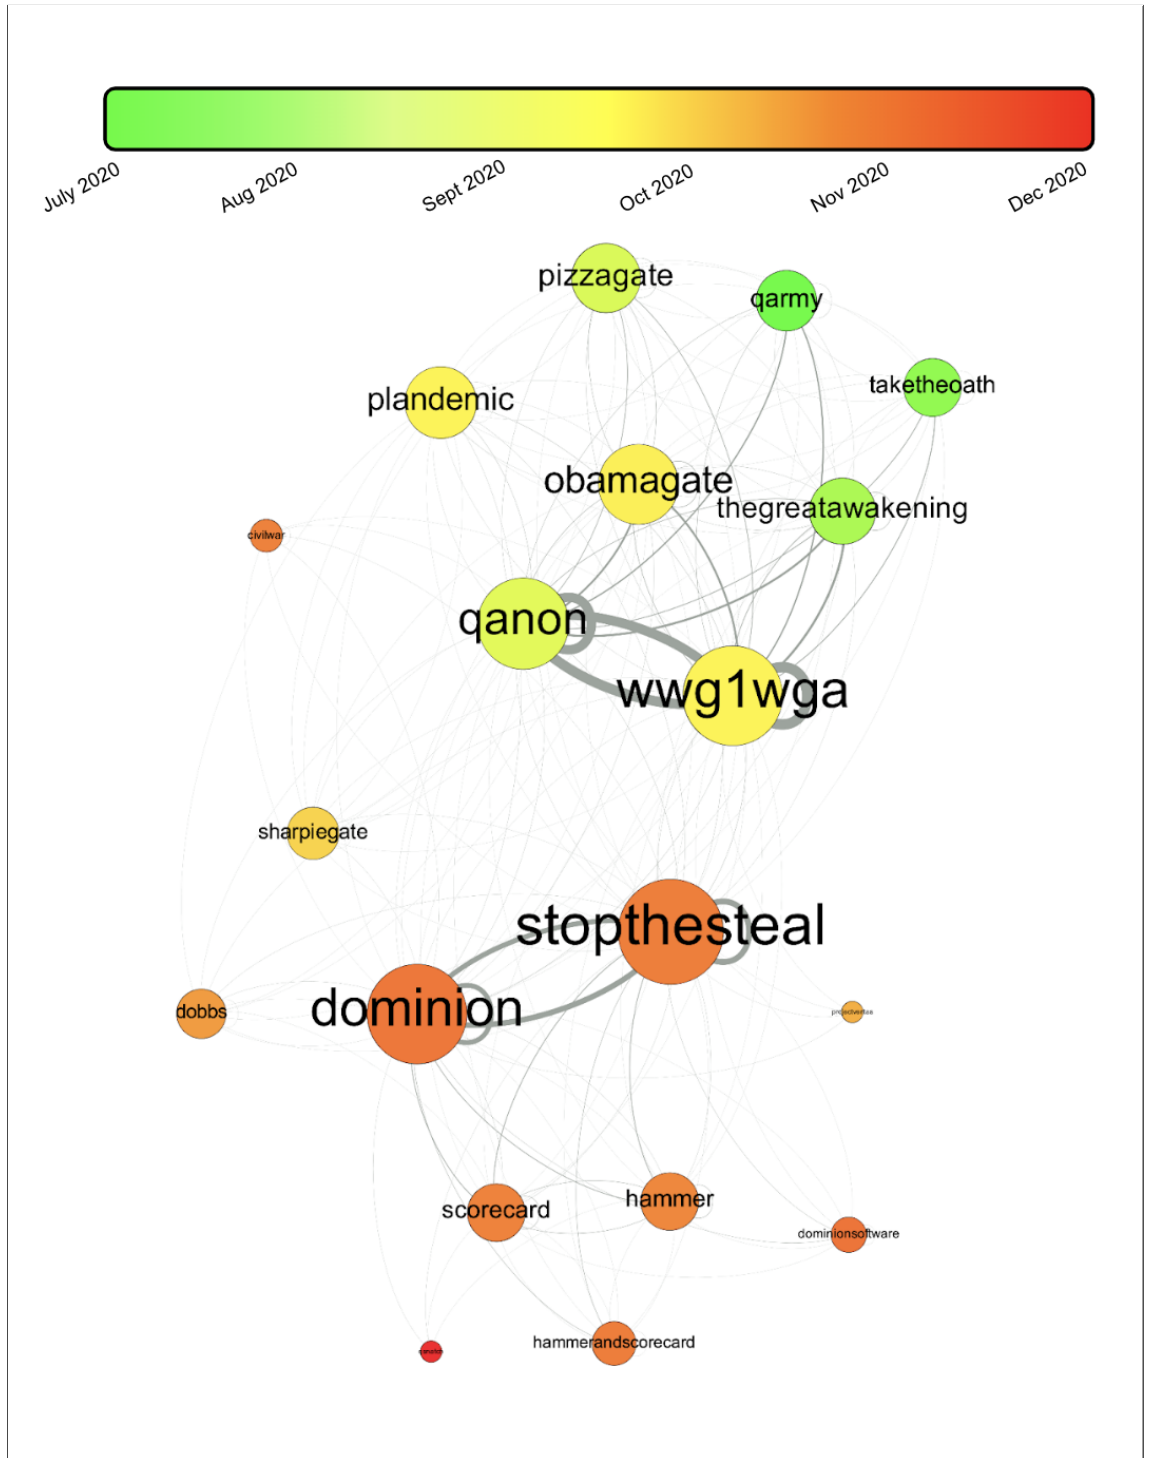 July 2020
Aug 2020
Sept 2020
Oct 2020
Nov 2020
Dec 2020
pizzagate
qarmy
taketheoath
plandemic
obamagate
thegreatawakening
civilwar
qanon
wwg1wga
sharpiegate
stopthesteal
dominion
dobbs
projectveritas
hammer
scorecard
dominionsoftware
hammerandscorecard